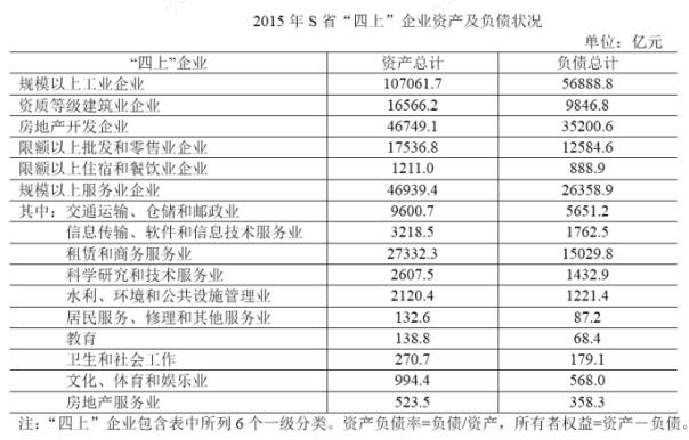 2015 年 S 省“四上”企业资产及负债状况
单位：亿元
“四上”企业 资产总计 负债总计
规模以上工业企业 107061.7 56888.8
资质等级建筑业企业 16566.2 9846.8
房地产开发企业 46749.1 35200.6
限额以上批发和零售业企业 17536.8 12584.6
限额以上住宿和餐饮业企业 1211.0 888.9
规模以上服务业企业 46939.4 26358.9
其中：交通运输、仓储和邮政业 9600.7 5651.2
信息传输、软件和信息技术服务业 3218.5 1762.5
租赁和商务服务业 27332.3 15029.8
科学研究和技术服务业 2607.5 1432.9
水利、环境和公共设施管理业 2120.4 1221.4
居民服务、修理和其他服务业 132.6 87.2
教育 138.8 68.4
卫生和社会工作 270.7 179.1
文化、体育和娱乐业 994.4 568.0
房地产服务业 523.5 358.3
注：“四上”企业包含表中所列 6 个一级分类。资产负债率=负债/资产，所有者权益=资产－负债。